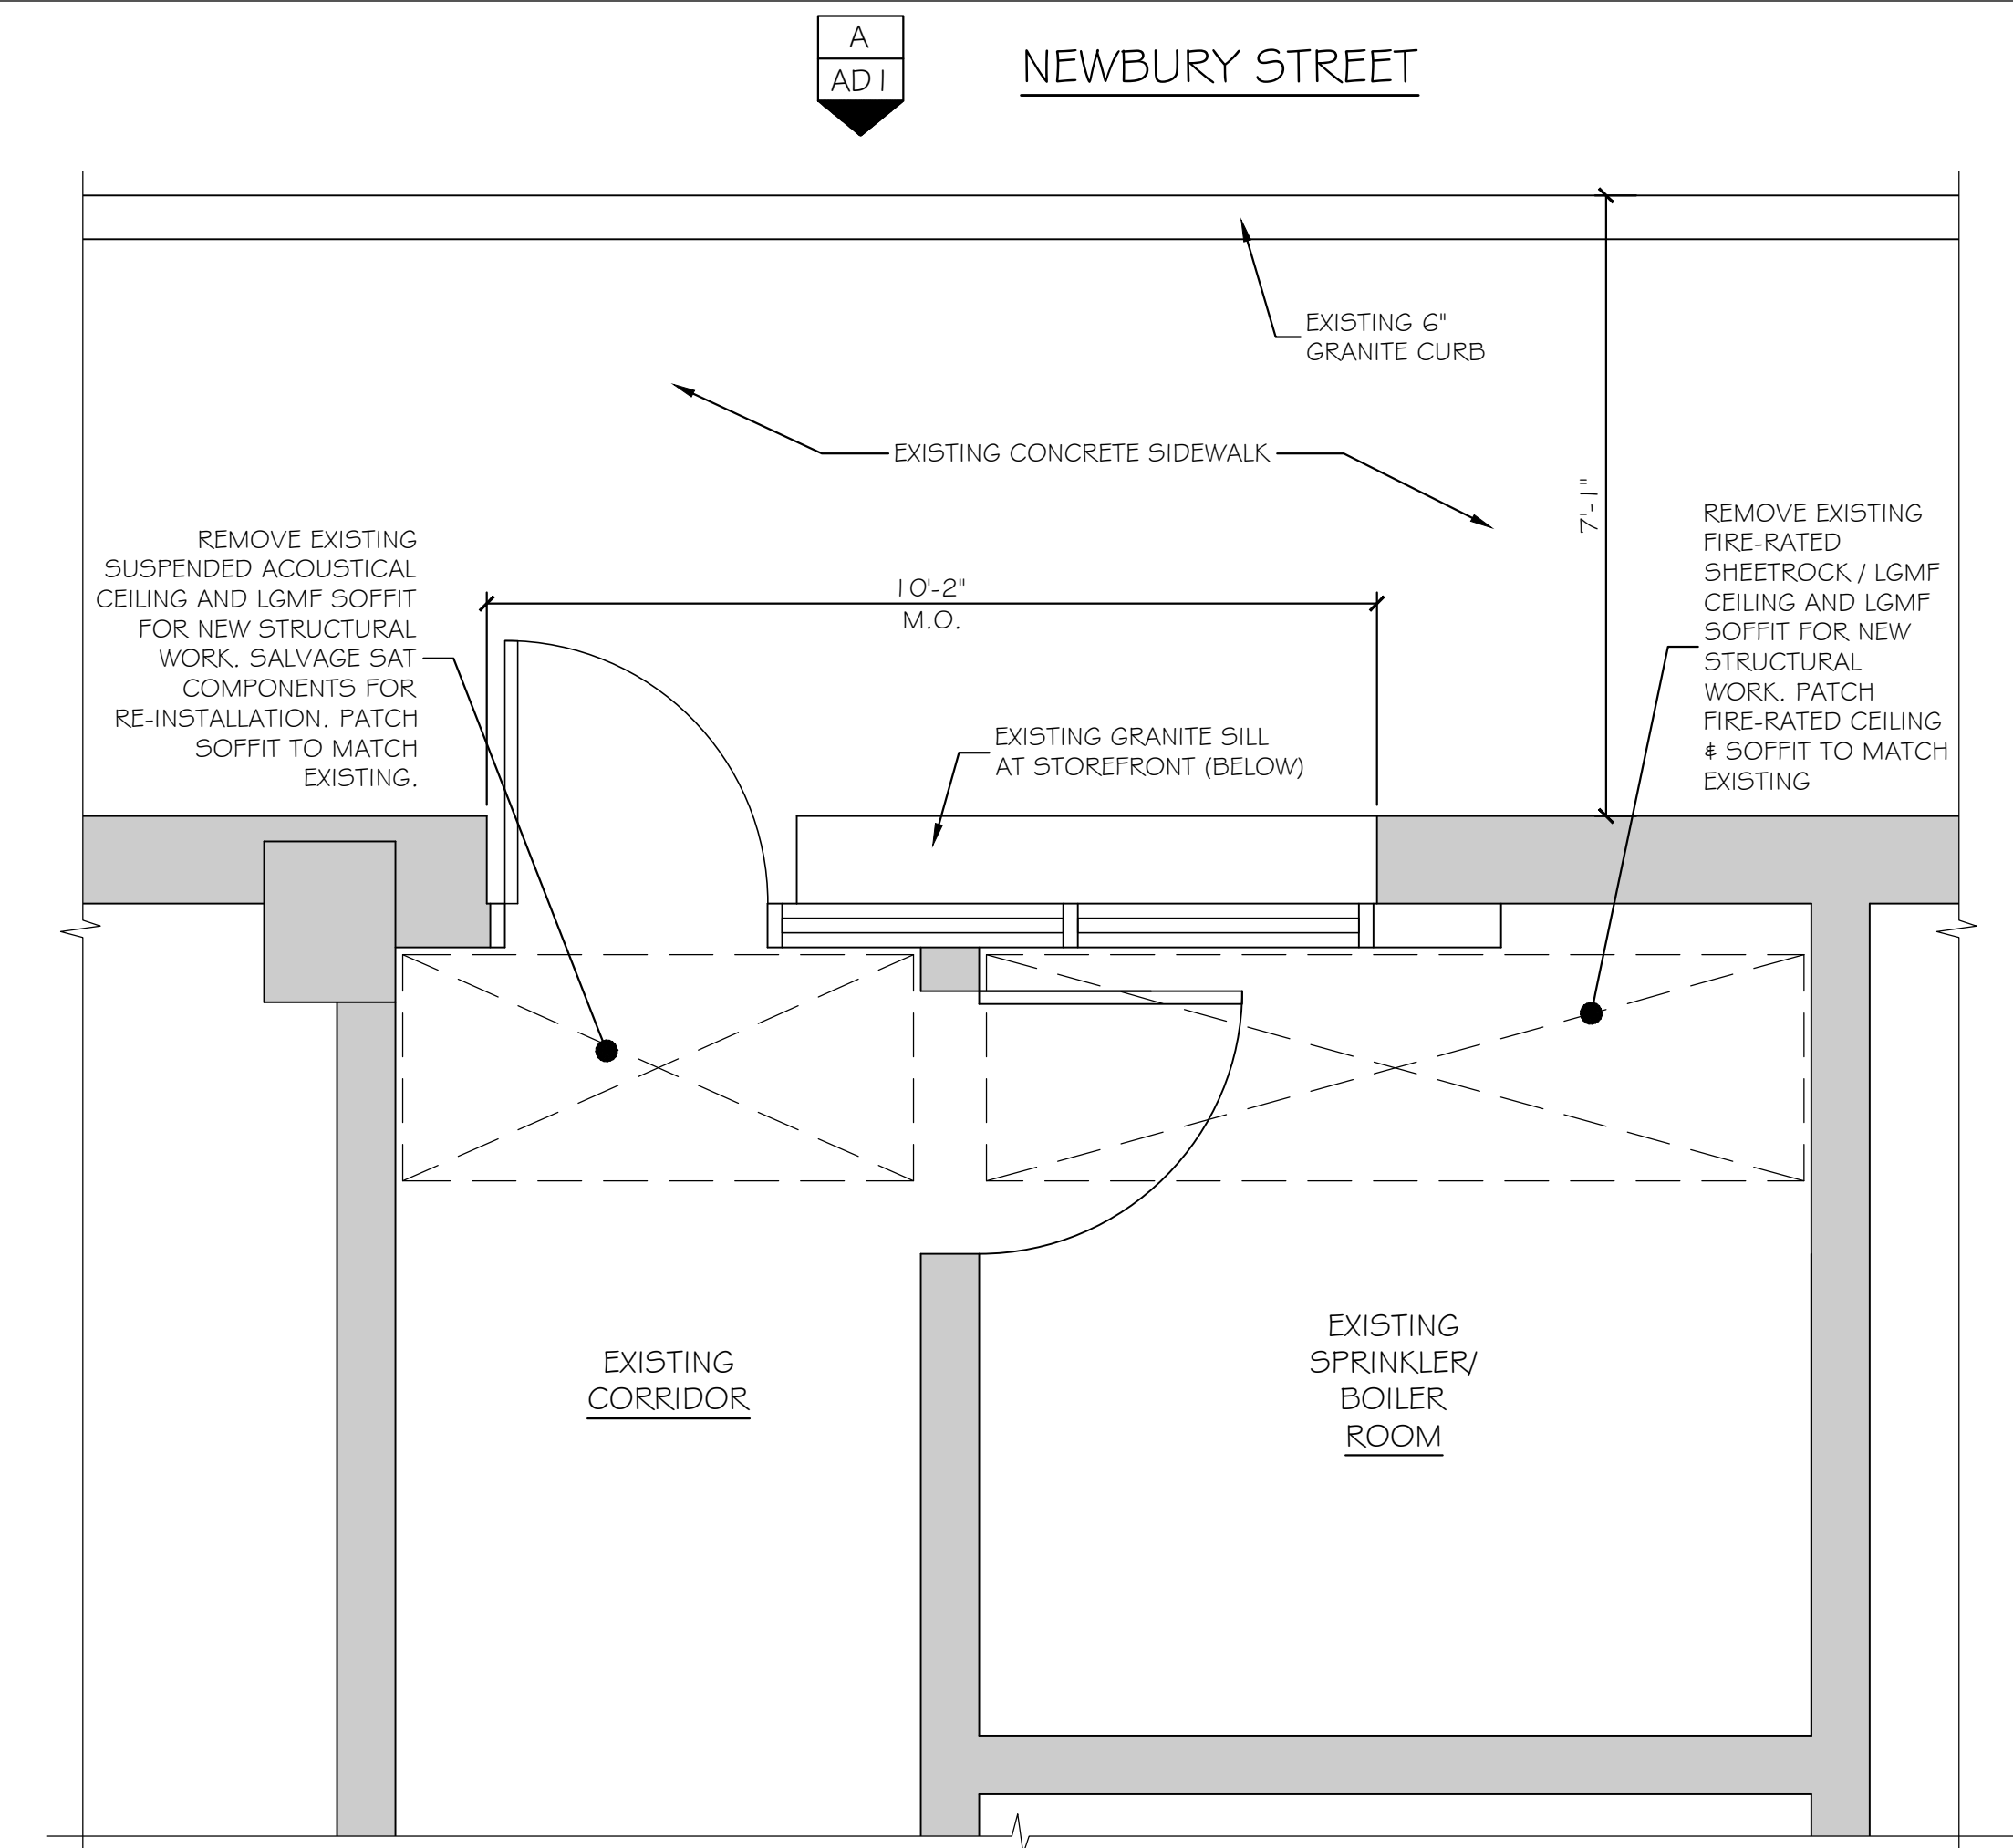 A
AD1
NEWBURY STREET
EXISTING 6"
GRANITE CURB
EXISTING CONCRETE SIDEWALK
7'-1"
REMOVE EXISTING
SUSPENDED ACOUSTICAL
CEILING AND LGMF SOFFIT
FOR NEW STRUCTURAL
WORK. SALVAGE SAT
COMPONENTS FOR
RE-INSTALLATION. PATCH
SOFFIT TO MATCH
EXISTING.
10'-2"
M.O.
REMOVE EXISTING
FIRE-RATED
SHEETROCK / LGMF
CEILING AND LGMF
SOFFIT FOR NEW
STRUCTURAL
WORK. PATCH
FIRE-RATED CEILING
& SOFFIT TO MATCH
EXISTING
EXISTING GRANITE SILL
AT STOREFRONT (BELOW)
EXISTING
CORRIDOR
EXISTING
SPRINKLER/
BOILER
ROOM